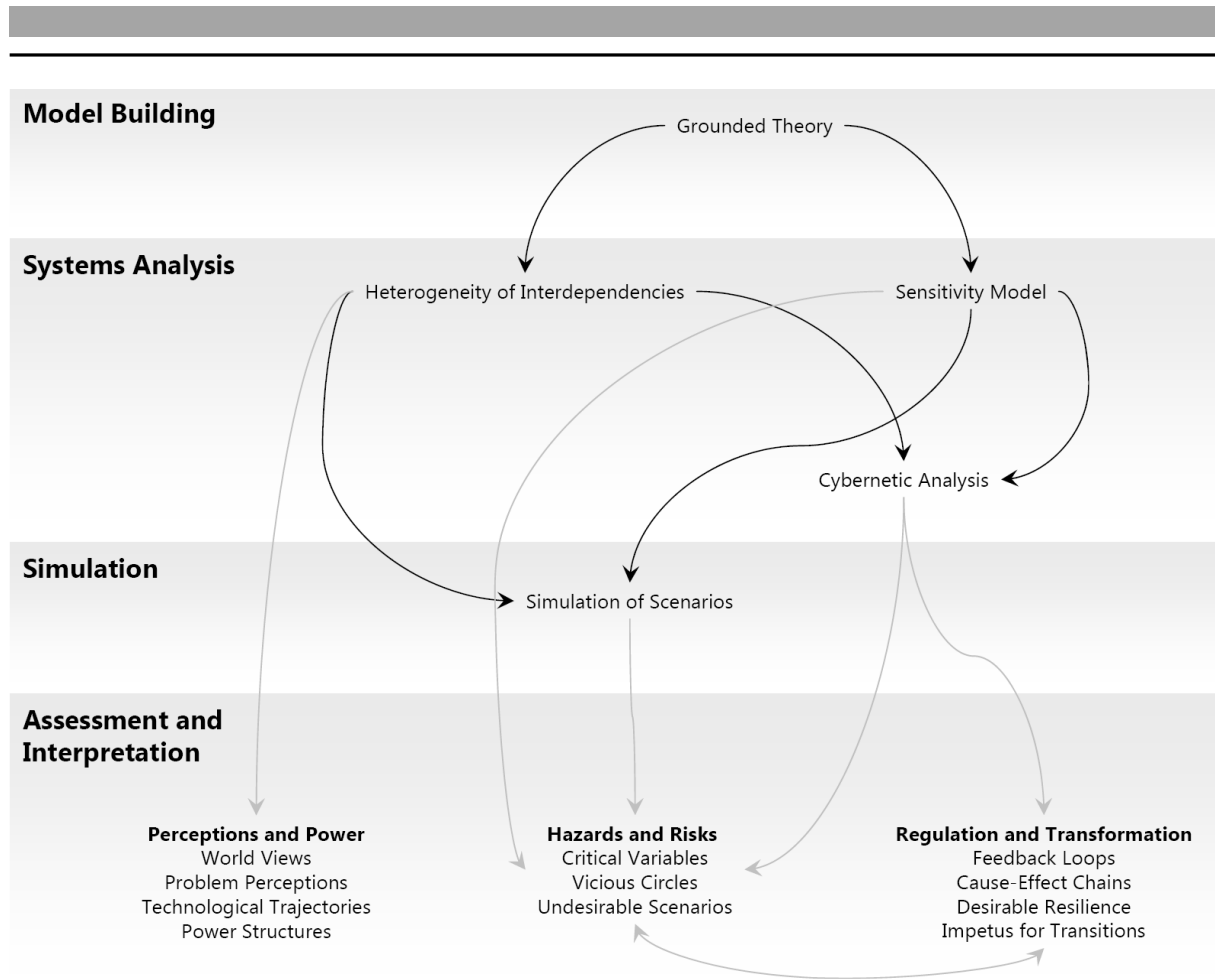 Model Building
Grounded Theory
Systems Analysis
Heterogeneity of Interdependencies
Sensitivity Model
Cybernetic Analysis
Simulation
Simulation of Scenarios
Assessment and
Interpretation
Perceptions and Power
World Views
Problem Perceptions
Technological Trajectories
Power Structures
Hazards and Risks
Critical Variables
Vicious Circles
Undesirable Scenarios
Regulation and Transformation
Feedback Loops
Cause-Effect Chains
Desirable Resilience
Impetus for Transitions